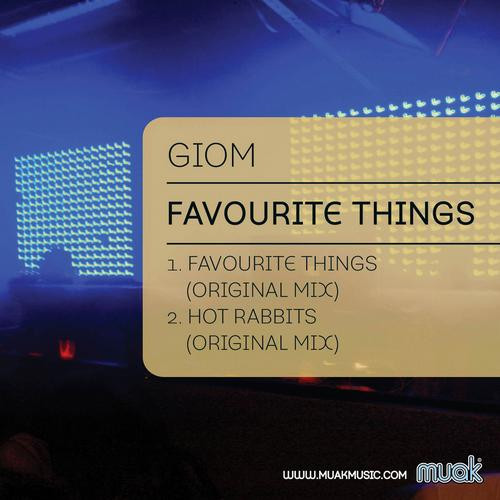 GIOM
FAVOURITE THINGS
1. FAVOURITE THINGS
(ORIGINAL MIX)
2. HOT RABBITS
(ORIGINAL MIX)
WWW.MUAKMUSIC.COM muak